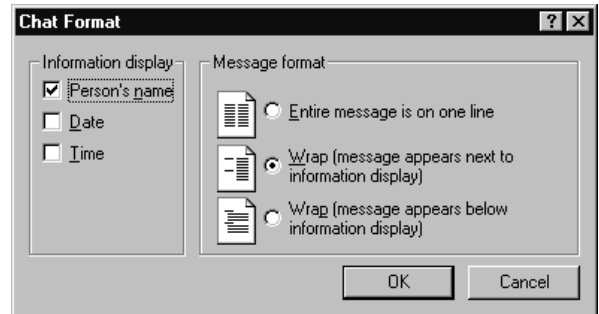 Chat Format
Information display
Person's name
Date
Time
Message format
Entire message is on one line
Wrap (message appears next to
information display)
Wrap (message appears below
information display)
OK
Cancel